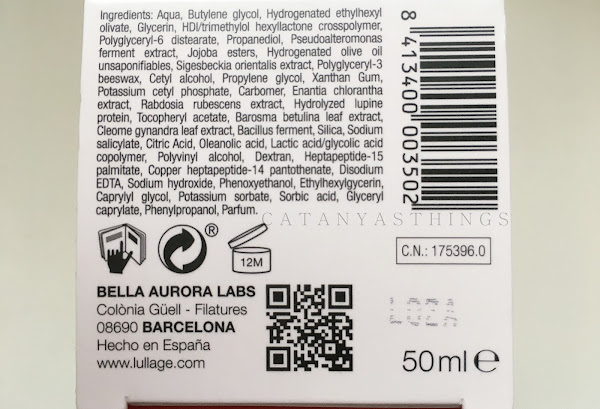 Ingredients: Aqua, Butylene glycol, Hydrogenated ethylhexyl
olivate, Glycerin, HDI/trimethylol hexyllactone crosspolymer,
Polyglyceryl-6 distearate, Propanediol, Pseudoalteromonas
ferment extract, Jojoba esters, Hydrogenated olive oil
unsaponifiables, Sigesbeckia orientalis extract, Polyglyceryl-3
beeswax, Cetyl alcohol, Propylene glycol, Xanthan Gum,
Potassium cetyl phosphate, Carbomer, Enantia chlorantha
extract, Rabdosia rubescens extract, Hydrolyzed lupine
protein, Tocopheryl acetate, Barosma betulina leaf extract,
Cleome gynandra leaf extract, Bacillus ferment, Silica, Sodium
salicylate, Citric Acid, Oleanolic acid, Lactic acid/glycolic acid
copolymer, Polyvinyl alcohol, Dextran, Heptapeptide-15
palmitate, Copper heptapeptide-14 pantothenate, Disodium
EDTA, Sodium hydroxide, Phenoxyethanol, Ethylhexylglycerin,
Caprylyl glycol, Potassium sorbate, Sorbic acid, Glyceryl
caprylate, Phenylpropanol, Parfum.
8 413400 003502
CATANYASTHINGS
C.N.: 175396.0
®
12M
BELLA AURORA LABS
Colònia Güell - Filatures
08690 BARCELONA
Hecho en España
www.lullage.com
50ml e